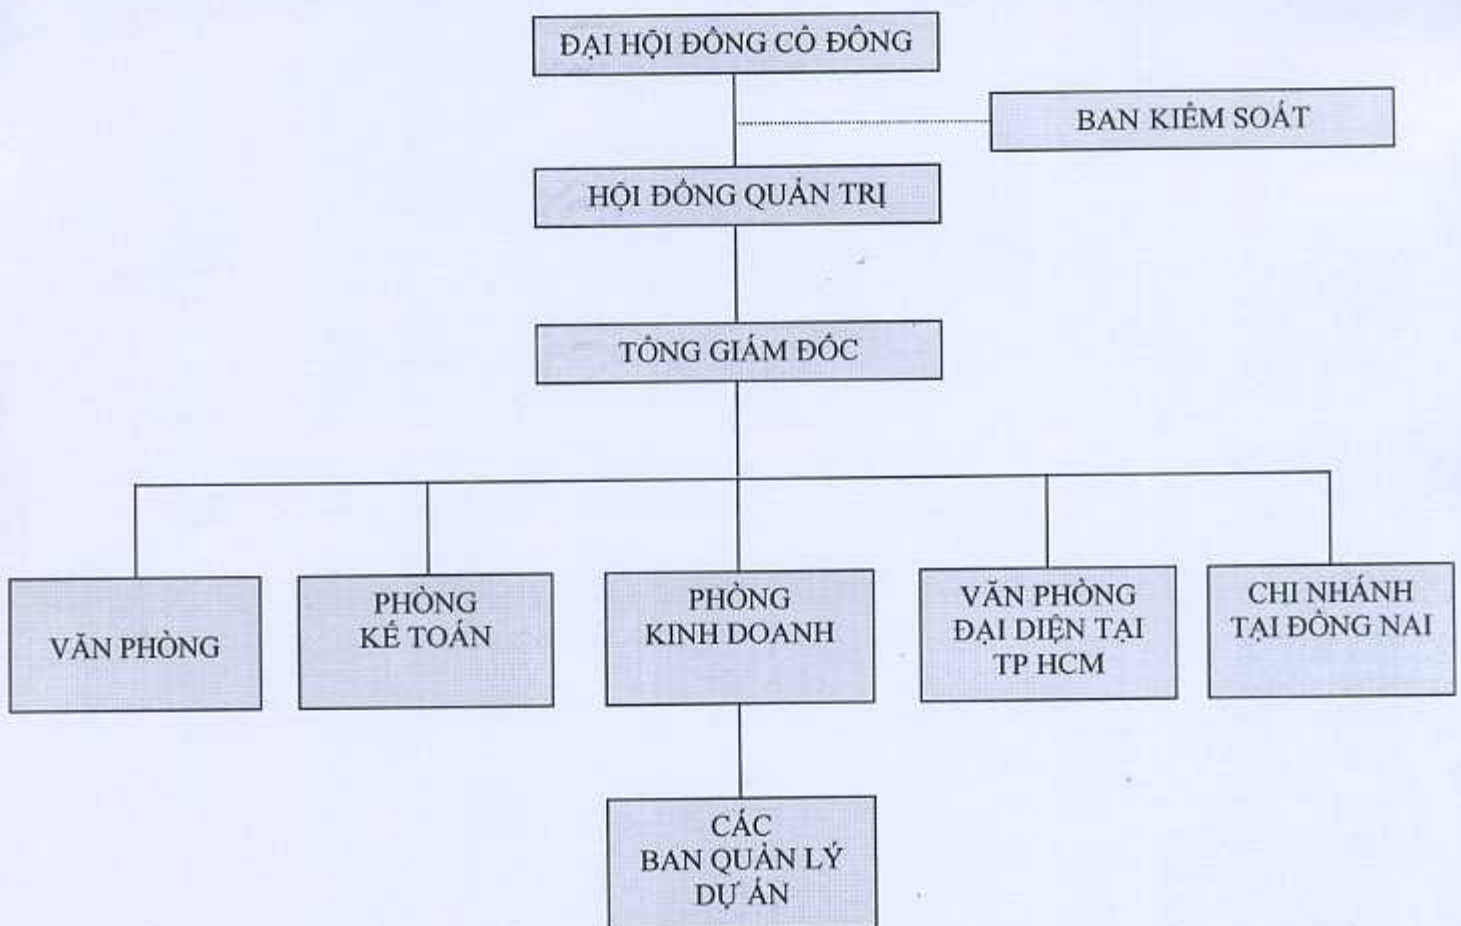 ĐẠI HỘI ĐỒNG CỔ ĐÔNG
BAN KIỂM SOÁT
HỘI ĐỒNG QUẢN TRỊ
TỔNG GIÁM ĐỐC
VĂN PHÒNG
PHÒNG
KẾ TOÁN
PHÒNG
KINH DOANH
VĂN PHÒNG
ĐẠI DIỆN TẠI
TP HCM
CHI NHÁNH
TẠI ĐỒNG NAI
CÁC
BAN QUẢN LÝ
DỰ ÁN